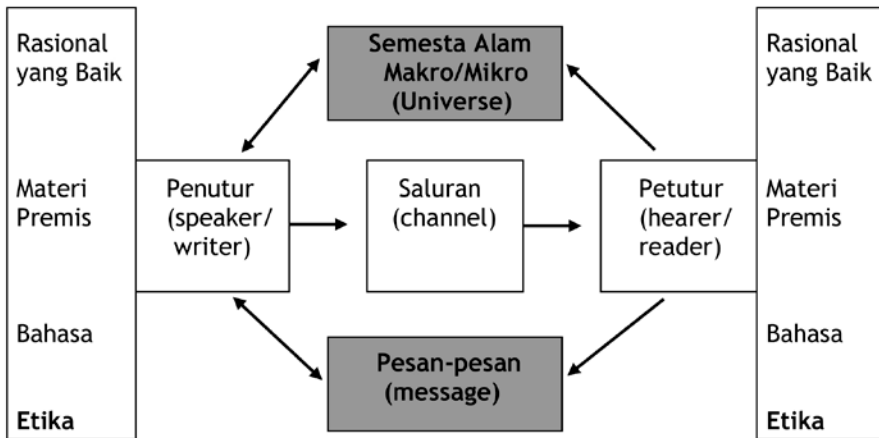 Rasional
yang Baik
Materi
Premis
Bahasa
Etika
Semesta Alam
Makro/Mikro
(Universe)
Penutur
(speaker/
writer)
Saluran
(channel)
Petutur
(hearer/
reader)
Pesan-pesan
(message)
Rasional
yang Baik
Materi
Premis
Bahasa
Etika